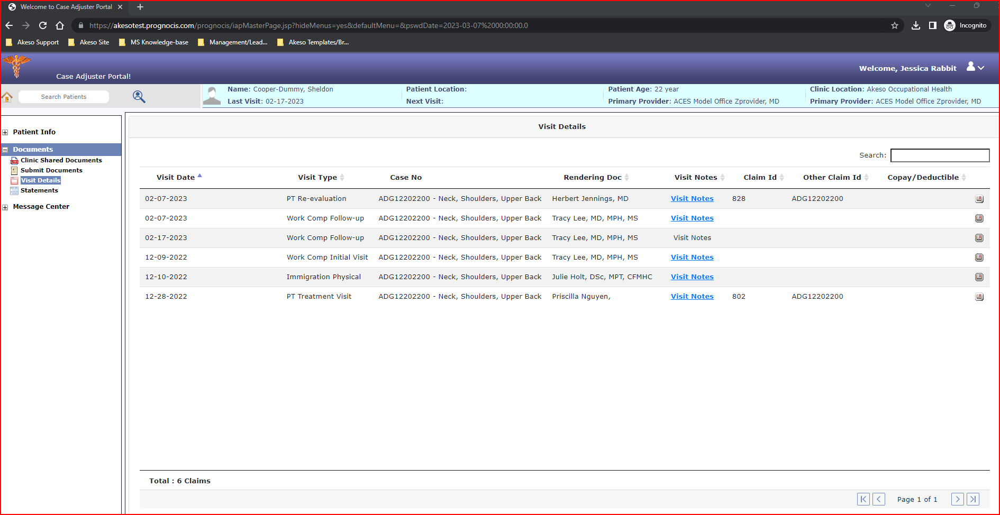 Welcome to Case Adjuster Portal
https://akesotest.prognocis.com/prognocis/iapMasterPage.jsp?hideMenus=yes&defaultMenu=&pswdDate=2023-03-07%2000:00:00.0
Incognito
Akeso Support Akeso Site MS Knowledge-base Management/Lead... Akeso Templates/Br...
Case Adjuster Portal!
Welcome, Jessica Rabbit
Search Patients
Name: Cooper-Dummy, Sheldon Patient Location: Patient Age: 22 year Clinic Location: Akeso Occupational Health
Last Visit: 02-17-2023 Next Visit: Primary Provider: ACES Model Office Zprovider, MD Primary Provider: ACES Model Office Zprovider, MD
Patient Info
Documents
Clinic Shared Documents
Submit Documents
Visit Details
Statements
Message Center
Visit Details
Search:
Visit Date Visit Type Case No Rendering Doc Visit Notes Claim Id Other Claim Id Copay/Deductible
02-07-2023 PT Re-evaluation ADG12202200 - Neck, Shoulders, Upper Back Herbert Jennings, MD Visit Notes 828 ADG12202200
02-07-2023 Work Comp Follow-up ADG12202200 - Neck, Shoulders, Upper Back Tracy Lee, MD, MPH, MS Visit Notes
02-17-2023 Work Comp Follow-up ADG12202200 - Neck, Shoulders, Upper Back Tracy Lee, MD, MPH, MS Visit Notes
12-09-2022 Work Comp Initial Visit ADG12202200 - Neck, Shoulders, Upper Back Tracy Lee, MD, MPH, MS Visit Notes
12-10-2022 Immigration Physical ADG12202200 - Neck, Shoulders, Upper Back Julie Holt, DSc, MPT, CFMHC Visit Notes
12-28-2022 PT Treatment Visit ADG12202200 - Neck, Shoulders, Upper Back Priscilla Nguyen, Visit Notes 802 ADG12202200
Total : 6 Claims
Page 1 of 1